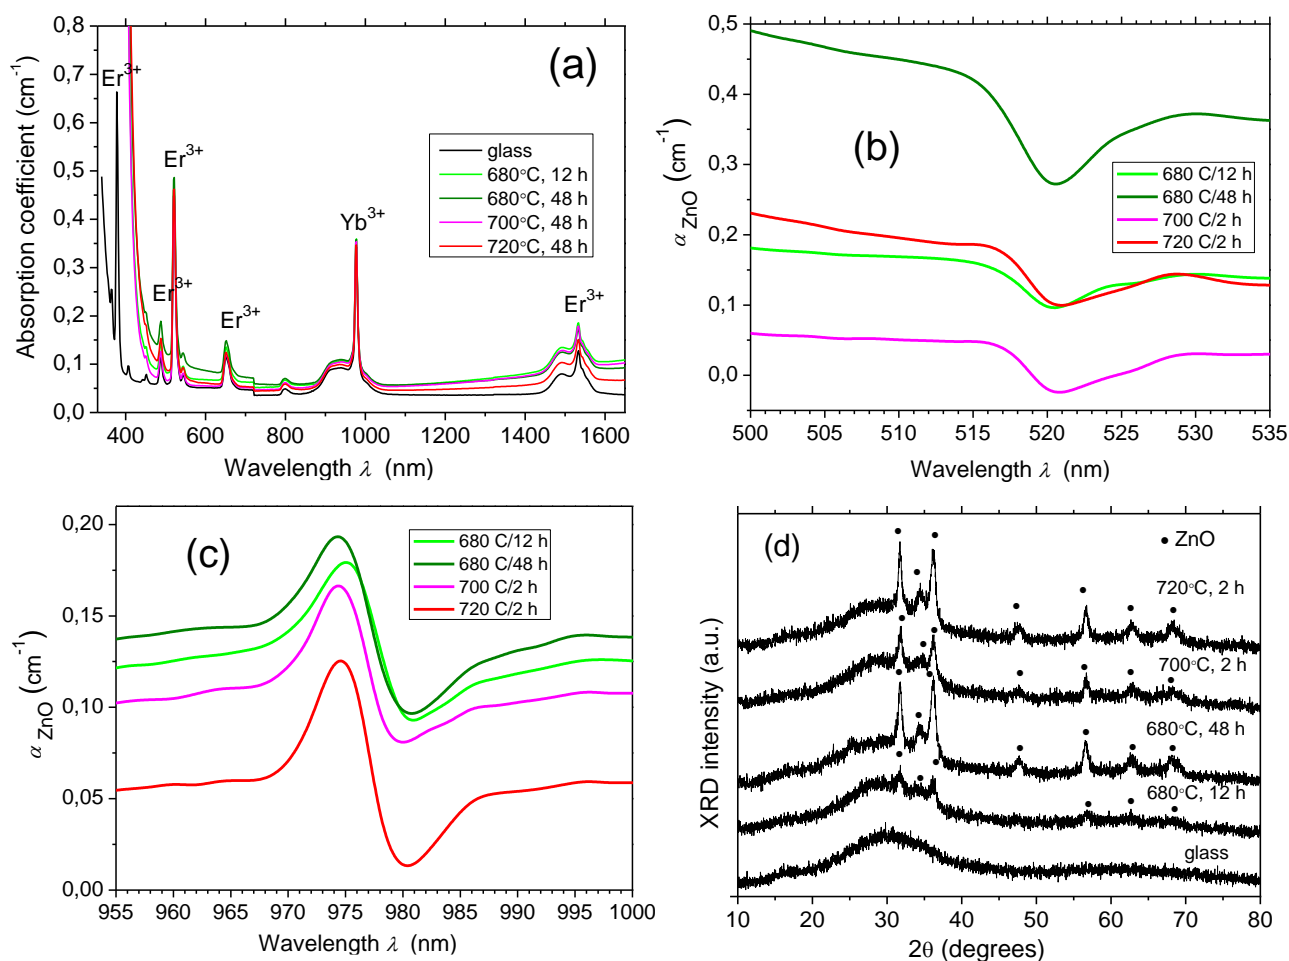 0,8
0,7
0,6
0,5
0,4
0,3
0,2
0,1
0,0
Absorption coefficient (cm⁻¹)
Er³⁺
Er³⁺
Er³⁺
Er³⁺
Yb³⁺
Er³⁺
(a)
glass
680°C, 12 h
680°C, 48 h
700°C, 48 h
720°C, 48 h
400 600 800 1000 1200 1400 1600
Wavelength λ (nm)
0,5
0,4
0,3
0,2
0,1
0,0
α ZnO (cm⁻¹)
(b)
680 C/12 h
680 C/48 h
700 C/2 h
720 C/2 h
500 505 510 515 520 525 530 535
Wavelength λ (nm)
0,20
0,15
0,10
0,05
0,00
α ZnO (cm⁻¹)
(c)
680 C/12 h
680 C/48 h
700 C/2 h
720 C/2 h
955 960 965 970 975 980 985 990 995 1000
Wavelength λ (nm)
XRD intensity (a.u.)
(d)
• ZnO
720°C, 2 h
700°C, 2 h
680°C, 48 h
680°C, 12 h
glass
10 20 30 40 50 60 70 80
2θ (degrees)